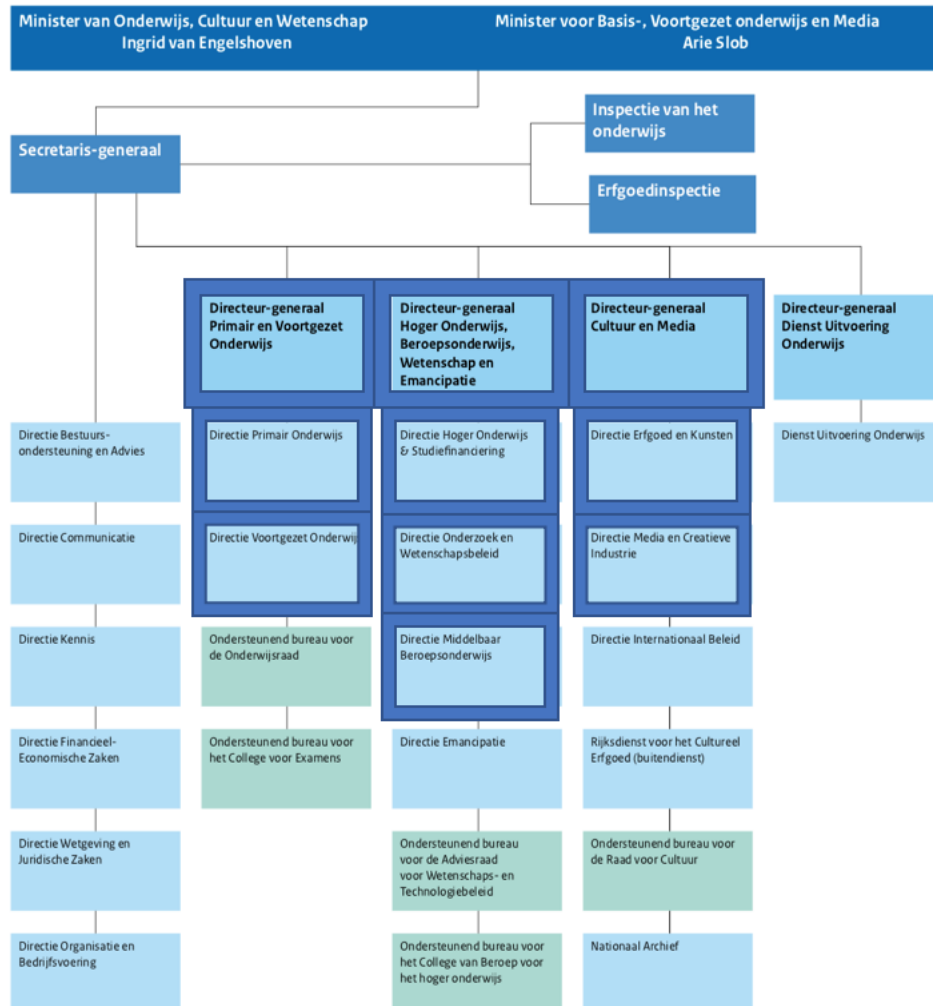 Minister van Onderwijs, Cultuur en Wetenschap
Ingrid van Engelshoven
Minister voor Basis-, Voortgezet onderwijs en Media
Arie Slob
Secretaris-generaal
Inspectie van het
onderwijs
Erfgoedinspectie
Directeur-generaal
Primair en Voortgezet
Onderwijs
Directeur-generaal
Hoger Onderwijs,
Beroepsonderwijs,
Wetenschap en
Emancipatie
Directeur-generaal
Cultuur en Media
Directeur-generaal
Dienst Uitvoering
Onderwijs
Directie Bestuurs-
ondersteuning en Advies
Directie Primair Onderwijs
Directie Hoger Onderwijs
& Studiefinanciering
Directie Erfgoed en Kunsten
Dienst Uitvoering Onderwijs
Directie Communicatie
Directie Voortgezet Onderwij
Directie Onderzoek en
Wetenschapsbeleid
Directie Media en Creatieve
Industrie
Directie Kennis
Ondersteunend bureau voor
de Onderwijsraad
Directie Middelbaar
Beroepsonderwijs
Directie Internationaal Beleid
Directie Financieel-
Economische Zaken
Ondersteunend bureau voor
het College voor Examens
Directie Emancipatie
Rijksdienst voor het Cultureel
Erfgoed (buitendienst)
Directie Wetgeving en
Juridische Zaken
Ondersteunend bureau
voor de Adviesraad
voor Wetenschaps- en
Technologiebeleid
Ondersteunend bureau voor
de Raad voor Cultuur
Directie Organisatie en
Bedrijfsvoering
Ondersteunend bureau voor
het College van Beroep voor
het hoger onderwijs
Nationaal Archief